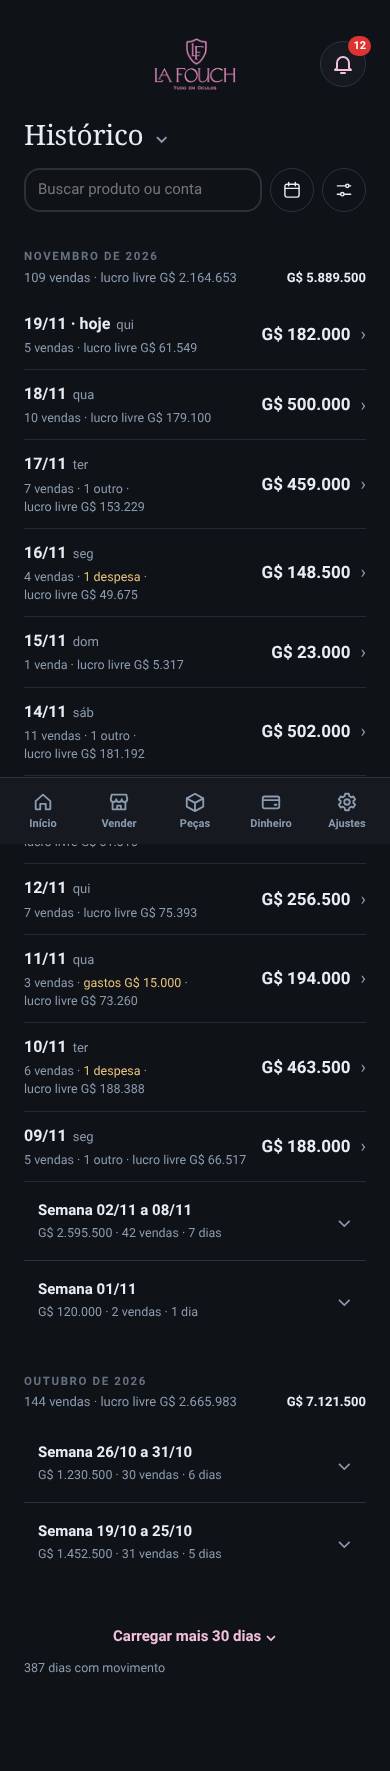 LF
LA FOUCH
TUDO EM ÓCULOS
12
Histórico
Buscar produto ou conta
NOVEMBRO DE 2026
109 vendas · lucro livre G$ 2.164.653 G$ 5.889.500
19/11 · hoje qui
5 vendas · lucro livre G$ 61.549
G$ 182.000 ›
18/11 qua
10 vendas · lucro livre G$ 179.100
G$ 500.000 ›
17/11 ter
7 vendas · 1 outro ·
lucro livre G$ 153.229
G$ 459.000 ›
16/11 seg
4 vendas · 1 despesa ·
lucro livre G$ 49.675
G$ 148.500 ›
15/11 dom
1 venda · lucro livre G$ 5.317
G$ 23.000 ›
14/11 sáb
11 vendas · 1 outro ·
lucro livre G$ 181.192
G$ 502.000 ›
Início Vender Peças Dinheiro Ajustes
12/11 qui
7 vendas · lucro livre G$ 75.393
G$ 256.500 ›
11/11 qua
3 vendas · gastos G$ 15.000 ·
lucro livre G$ 73.260
G$ 194.000 ›
10/11 ter
6 vendas · 1 despesa ·
lucro livre G$ 188.388
G$ 463.500 ›
09/11 seg
5 vendas · 1 outro · lucro livre G$ 66.517
G$ 188.000 ›
Semana 02/11 a 08/11
G$ 2.595.500 · 42 vendas · 7 dias
Semana 01/11
G$ 120.000 · 2 vendas · 1 dia
OUTUBRO DE 2026
144 vendas · lucro livre G$ 2.665.983 G$ 7.121.500
Semana 26/10 a 31/10
G$ 1.230.500 · 30 vendas · 6 dias
Semana 19/10 a 25/10
G$ 1.452.500 · 31 vendas · 5 dias
Carregar mais 30 dias
387 dias com movimento